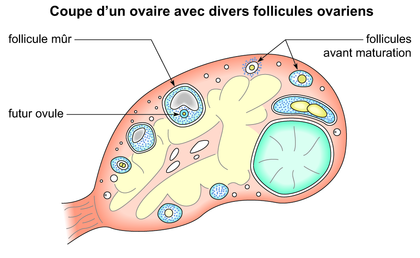 Coupe d'un ovaire avec divers follicules ovariens
follicule mûr
follicules
avant maturation
futur ovule